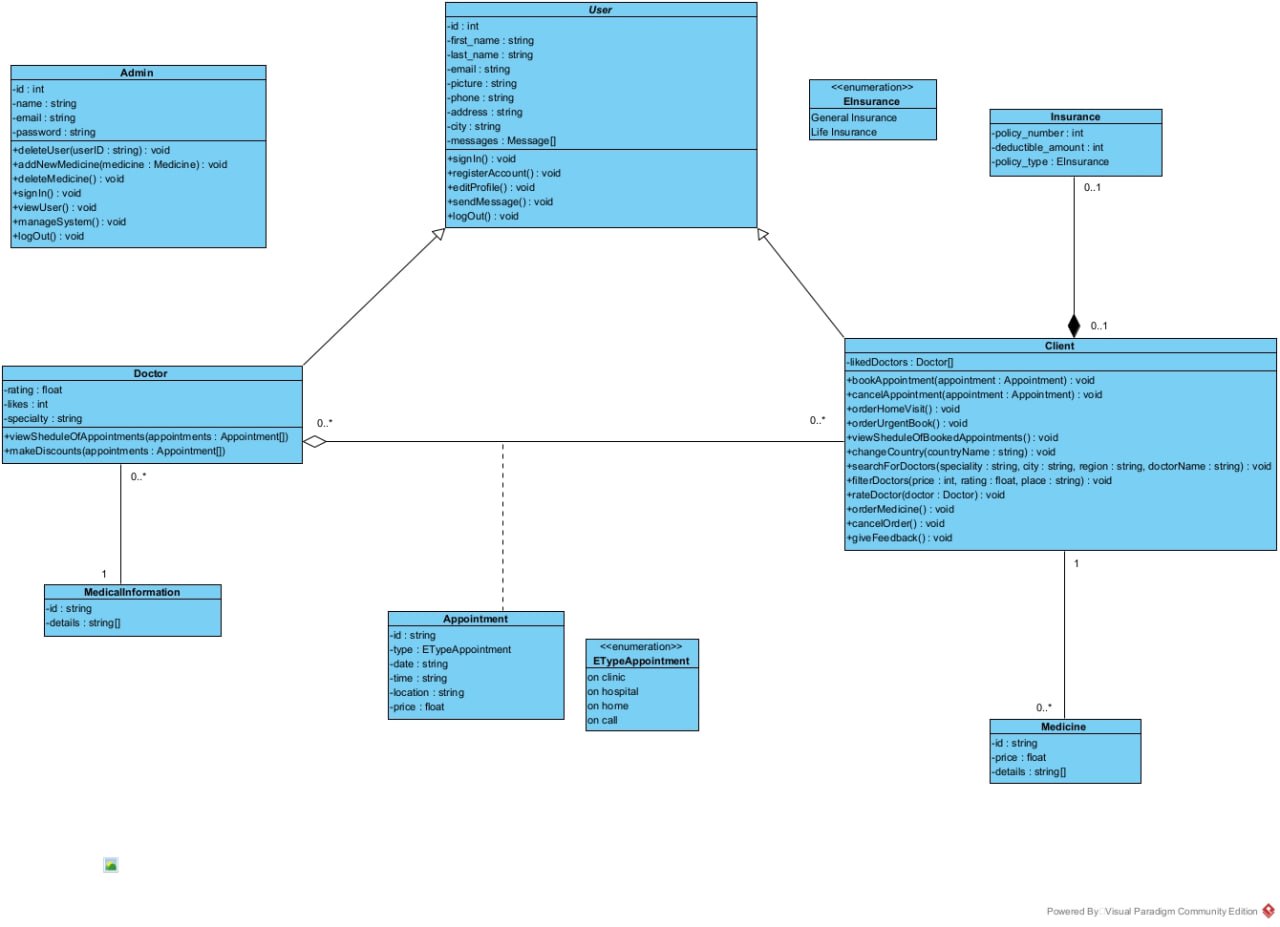 User
-id : int
-first_name : string
-last_name : string
-email : string
-picture : string
-phone : string
-address : string
-city : string
-messages : Message[]
+signIn() : void
+registerAccount() : void
+editProfile() : void
+sendMessage() : void
+logOut() : void
Admin
-id : int
-name : string
-email : string
-password : string
+deleteUser(userID : string) : void
+addNewMedicine(medicine : Medicine) : void
+deleteMedicine() : void
+signIn() : void
+viewUser() : void
+manageSystem() : void
+logOut() : void
<<enumeration>>
EInsurance
General Insurance
Life Insurance
Insurance
-policy_number : int
-deductible_amount : int
-policy_type : EInsurance
0..1
0..1
Doctor
-rating : float
-likes : int
-specialty : string
+viewSheduleOfAppointments(appointments : Appointment[])
+makeDiscounts(appointments : Appointment[])
0..*
0..*
Client
-likedDoctors : Doctor[]
+bookAppointment(appointment : Appointment) : void
+cancelAppointment(appointment : Appointment) : void
+orderHomeVisit() : void
+orderUrgentBook() : void
+viewSheduleOfBookedAppointments() : void
+changeCountry(countryName : string) : void
+searchForDoctors(speciality : string, city : string, region : string, doctorName : string) : void
+filterDoctors(price : int, rating : float, place : string) : void
+rateDoctor(doctor : Doctor) : void
+orderMedicine() : void
+cancelOrder() : void
+giveFeedback() : void
0..*
1
MedicalInformation
-id : string
-details : string[]
Appointment
-id : string
-type : ETypeAppointment
-date : string
-time : string
-location : string
-price : float
<<enumeration>>
ETypeAppointment
on clinic
on hospital
on home
on call
1
0..*
Medicine
-id : string
-price : float
-details : string[]
Powered By Visual Paradigm Community Edition